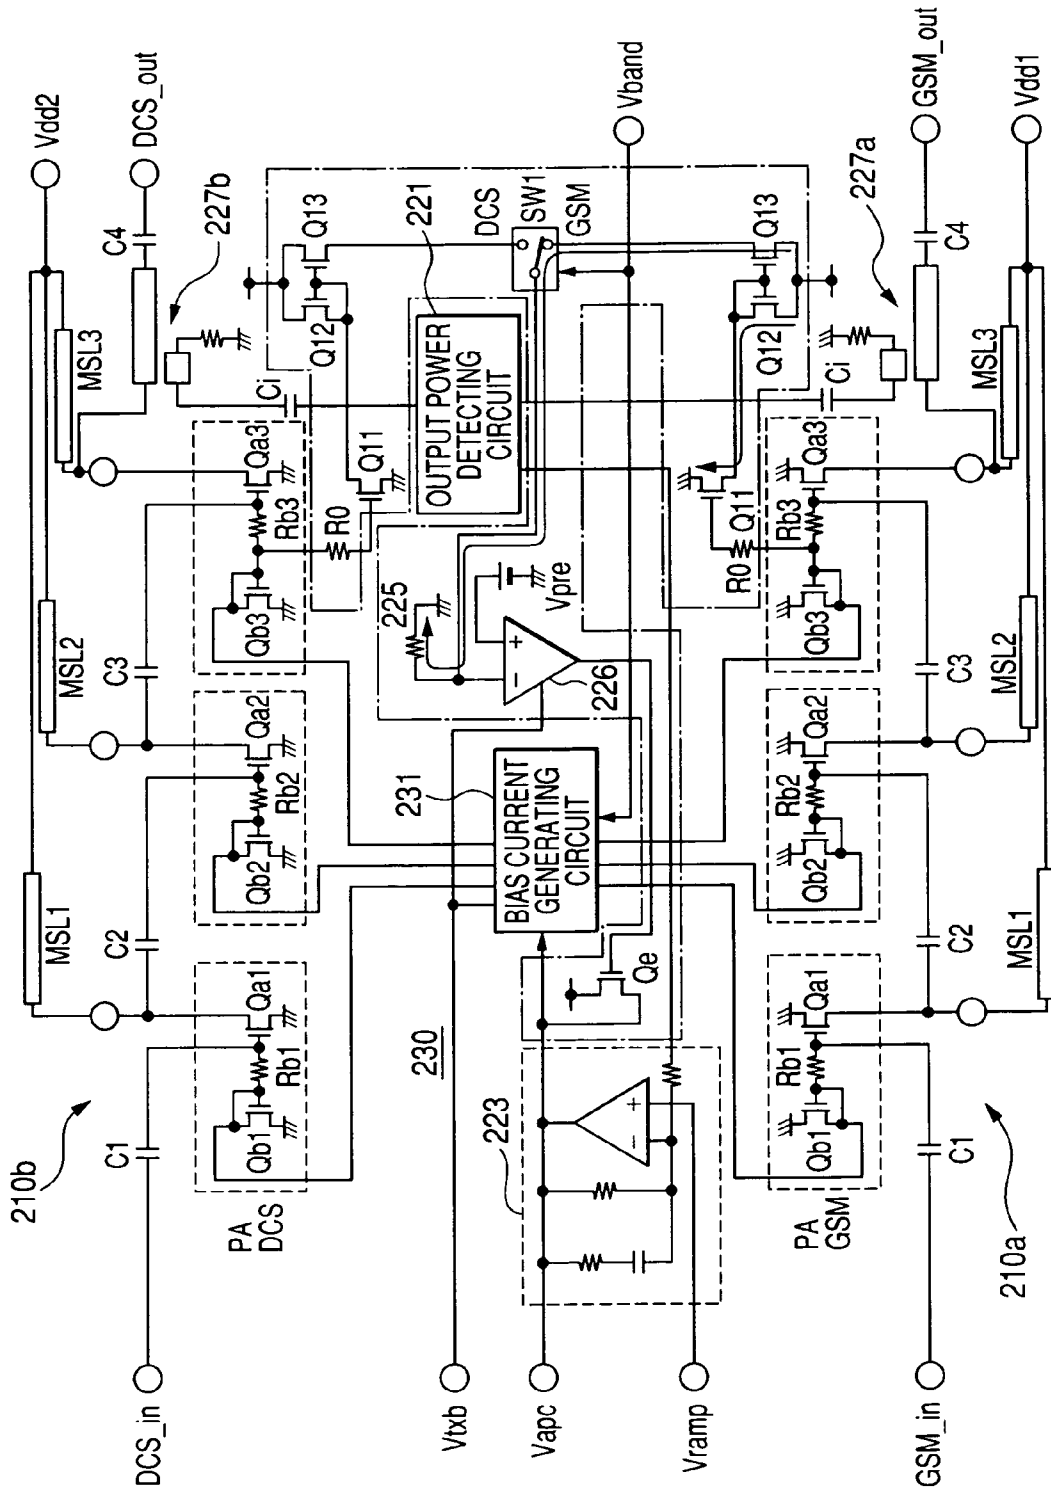 210b
DCS_in
C1
PA
DCS
Qb1
Rb1
Qa1
MSL1
C2
Qb2
Rb2
Qa2
MSL2
C3
Qb3
Rb3
Qa3
MSL3
Vdd2
C4
DCS_out
227b
Ci
R0
Q11
Q12
Q13
221
OUTPUT POWER
DETECTING
CIRCUIT
DCS
SW1
GSM
Vband
225
Vpre
+
−
226
231
BIAS CURRENT
GENERATING
CIRCUIT
230
Qe
223
+
−
Vtxb
Vapc
Vramp
GSM_in
C1
210a
PA
GSM
Qb1
Rb1
Qa1
MSL1
C2
Qb2
Rb2
Qa2
MSL2
C3
Qb3
Rb3
Qa3
MSL3
R0
Q11
Q12
Q13
Ci
227a
C4
GSM_out
Vdd1